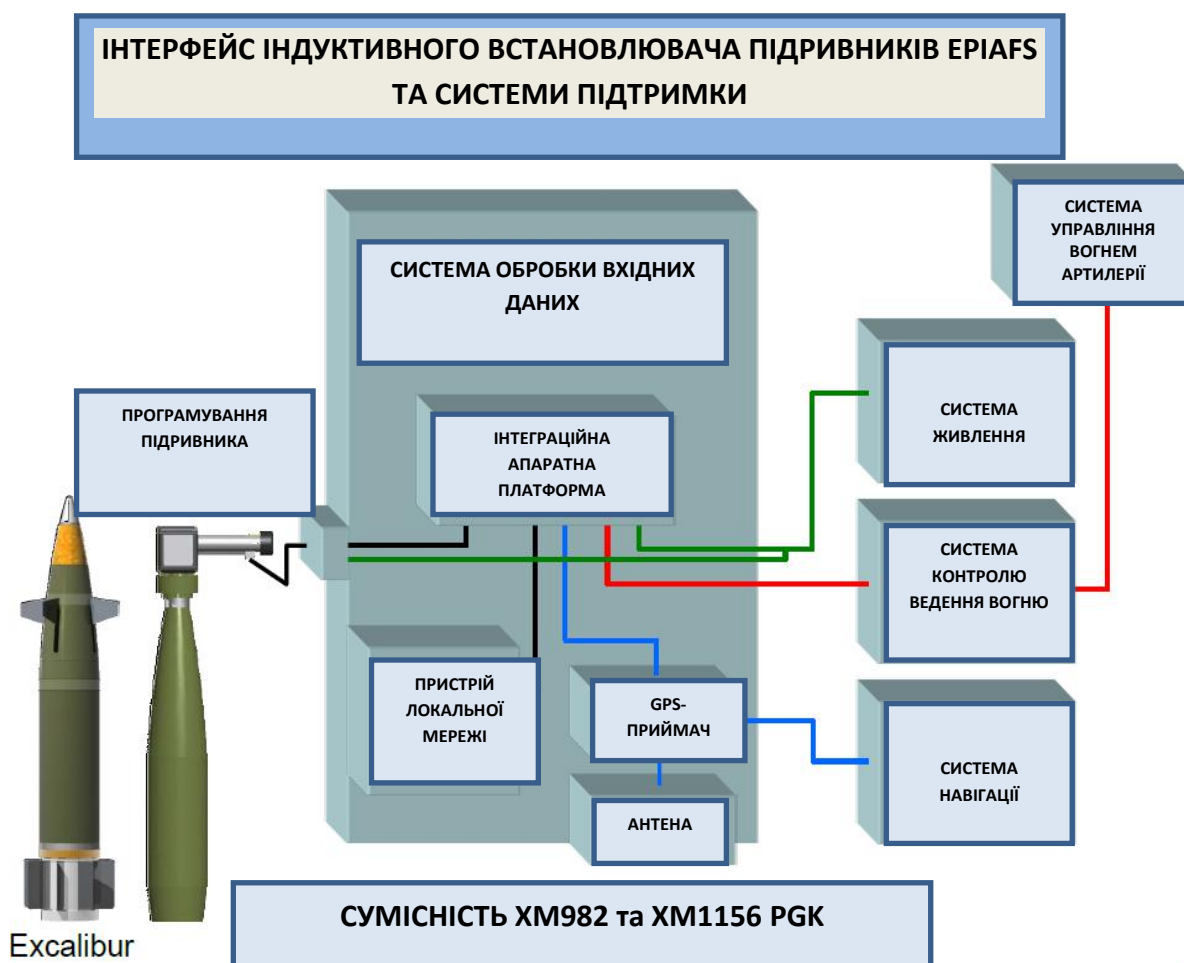 ІНТЕРФЕЙС ІНДУКТИВНОГО ВСТАНОВЛЮВАЧА ПІДРИВНИКІВ EPIAFS
ТА СИСТЕМИ ПІДТРИМКИ
СИСТЕМА
УПРАВЛІННЯ
ВОГНЕМ
АРТИЛЕРІЇ
СИСТЕМА ОБРОБКИ ВХІДНИХ
ДАНИХ
ПРОГРАМУВАННЯ
ПІДРИВНИКА
ІНТЕГРАЦІЙНА
АПАРАТНА
ПЛАТФОРМА
СИСТЕМА
ЖИВЛЕННЯ
СИСТЕМА
КОНТРОЛЮ
ВЕДЕННЯ ВОГНЮ
ПРИСТРІЙ
ЛОКАЛЬНОЇ
МЕРЕЖІ
GPS-
ПРИЙМАЧ
СИСТЕМА
НАВІГАЦІЇ
АНТЕНА
СУМІСНІСТЬ XM982 та XM1156 PGK
Excalibur